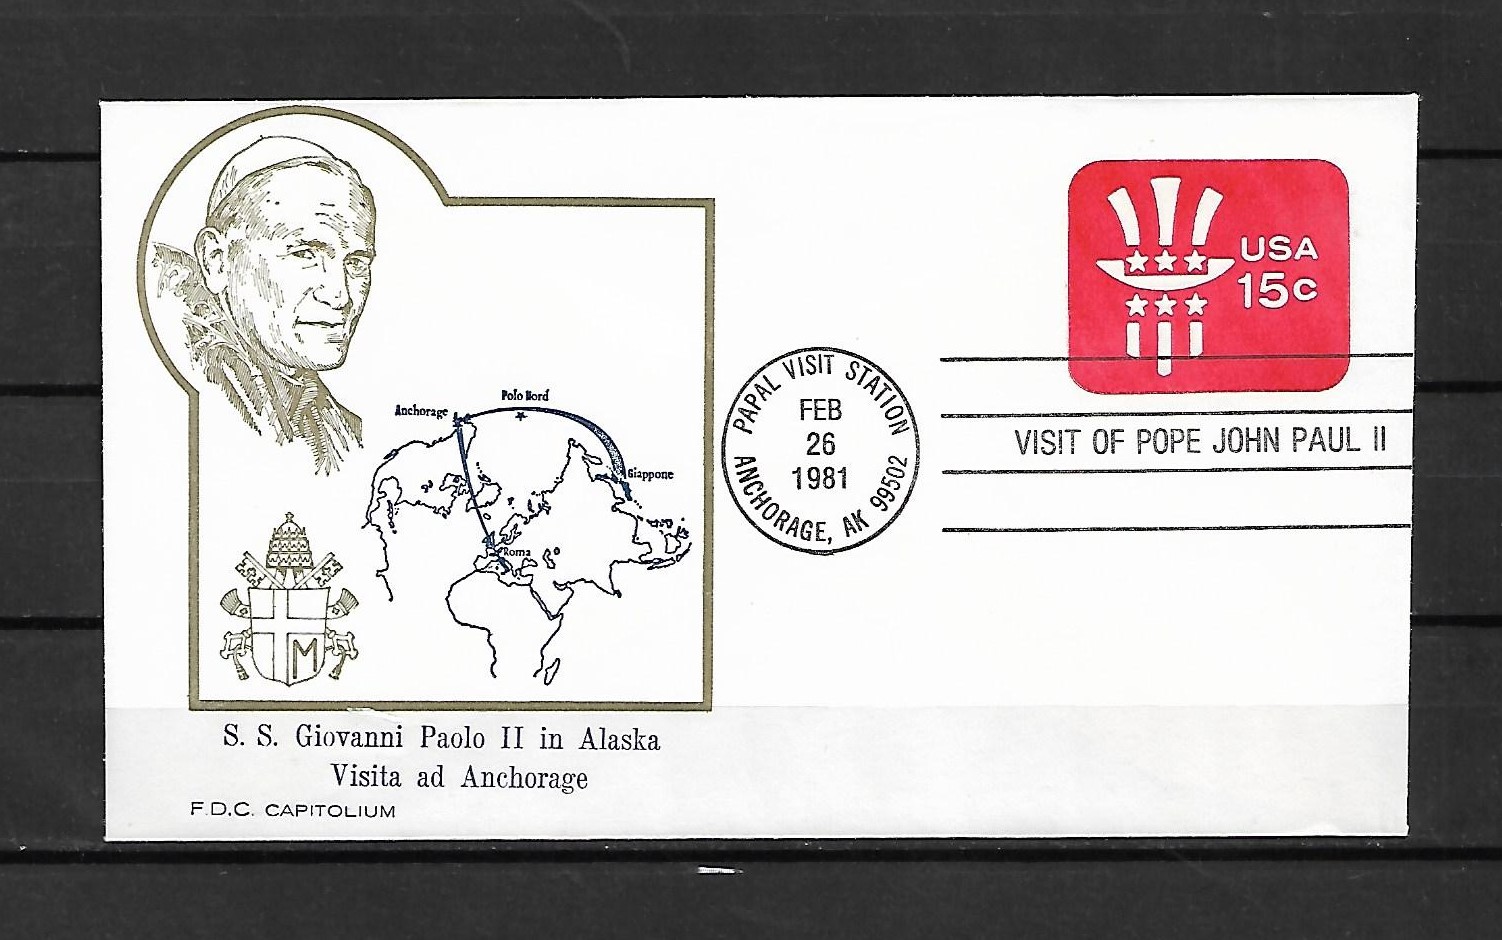 USA
15c
PAPAL VISIT STATION
FEB
26
1981
ANCHORAGE, AK 99502
VISIT OF POPE JOHN PAUL II
Polo Nord
Anchorage
Giappone
Roma
M
S. S. Giovanni Paolo II in Alaska
Visita ad Anchorage
F.D.C. CAPITOLIUM